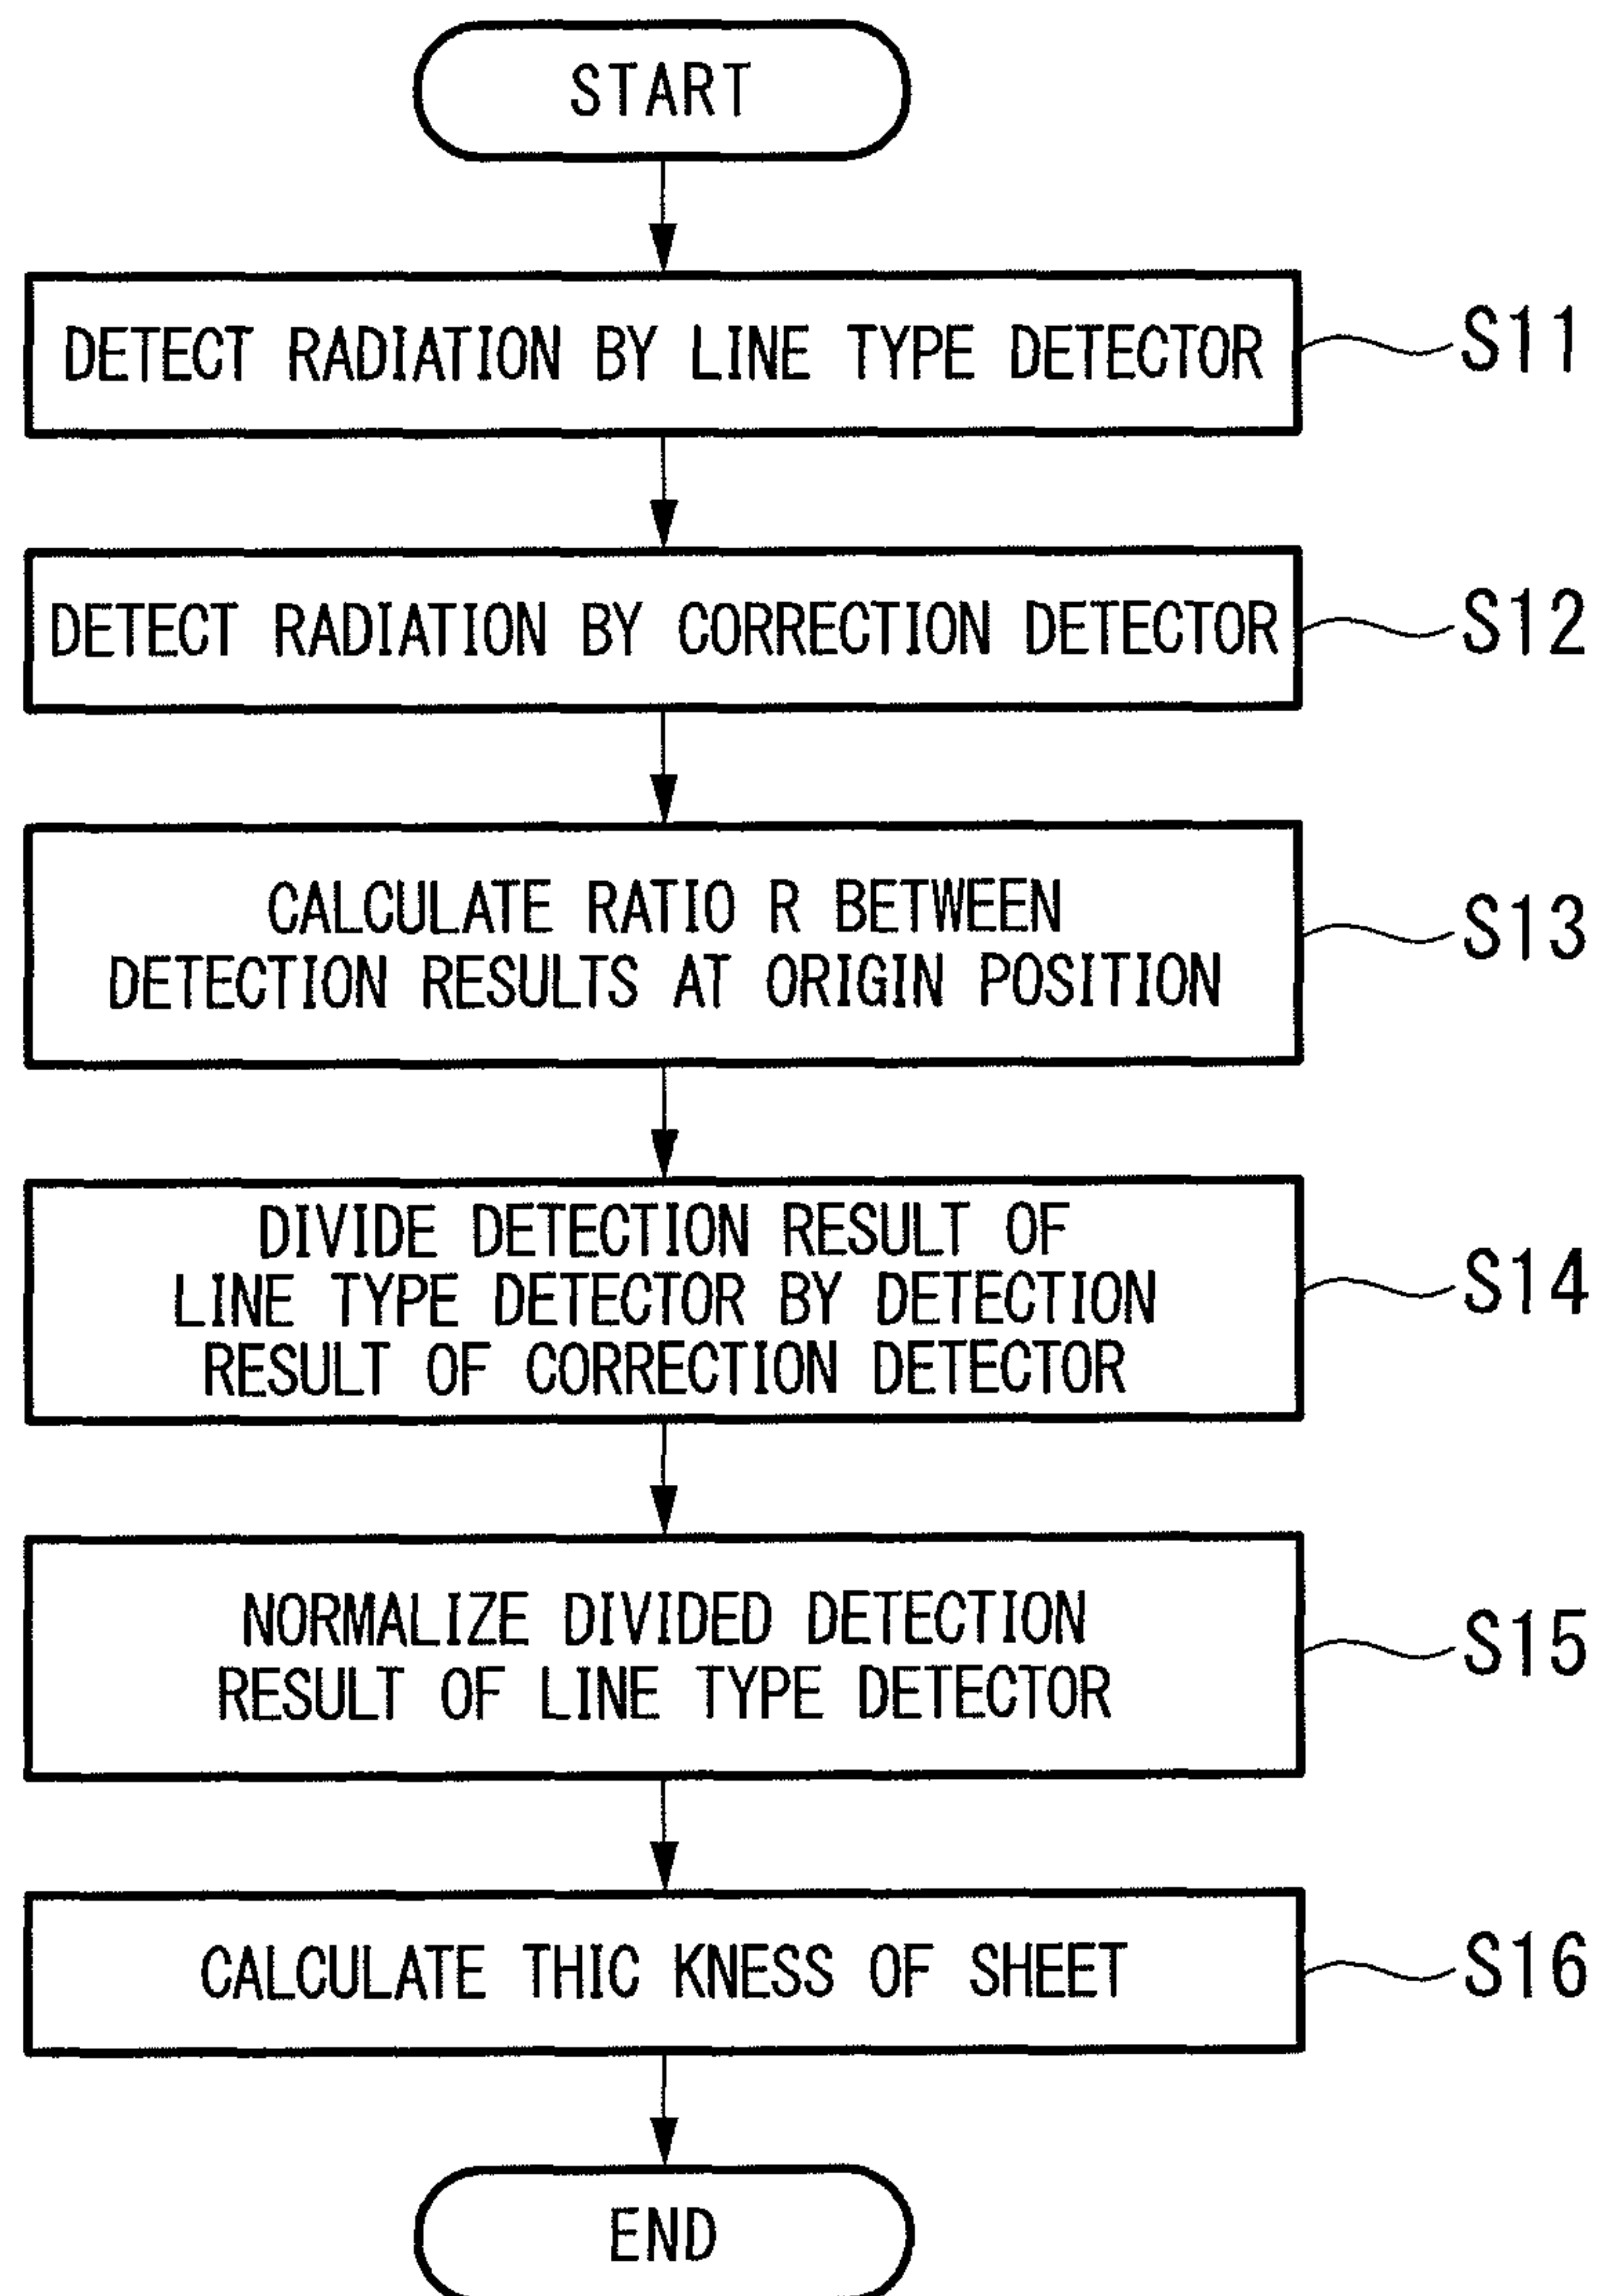 START
DETECT RADIATION BY LINE TYPE DETECTOR
S11
DETECT RADIATION BY CORRECTION DETECTOR
S12
CALCULATE RATIO R BETWEEN
DETECTION RESULTS AT ORIGIN POSITION
S13
DIVIDE DETECTION RESULT OF
LINE TYPE DETECTOR BY DETECTION
RESULT OF CORRECTION DETECTOR
S14
NORMALIZE DIVIDED DETECTION
RESULT OF LINE TYPE DETECTOR
S15
CALCULATE THIC KNESS OF SHEET
S16
END